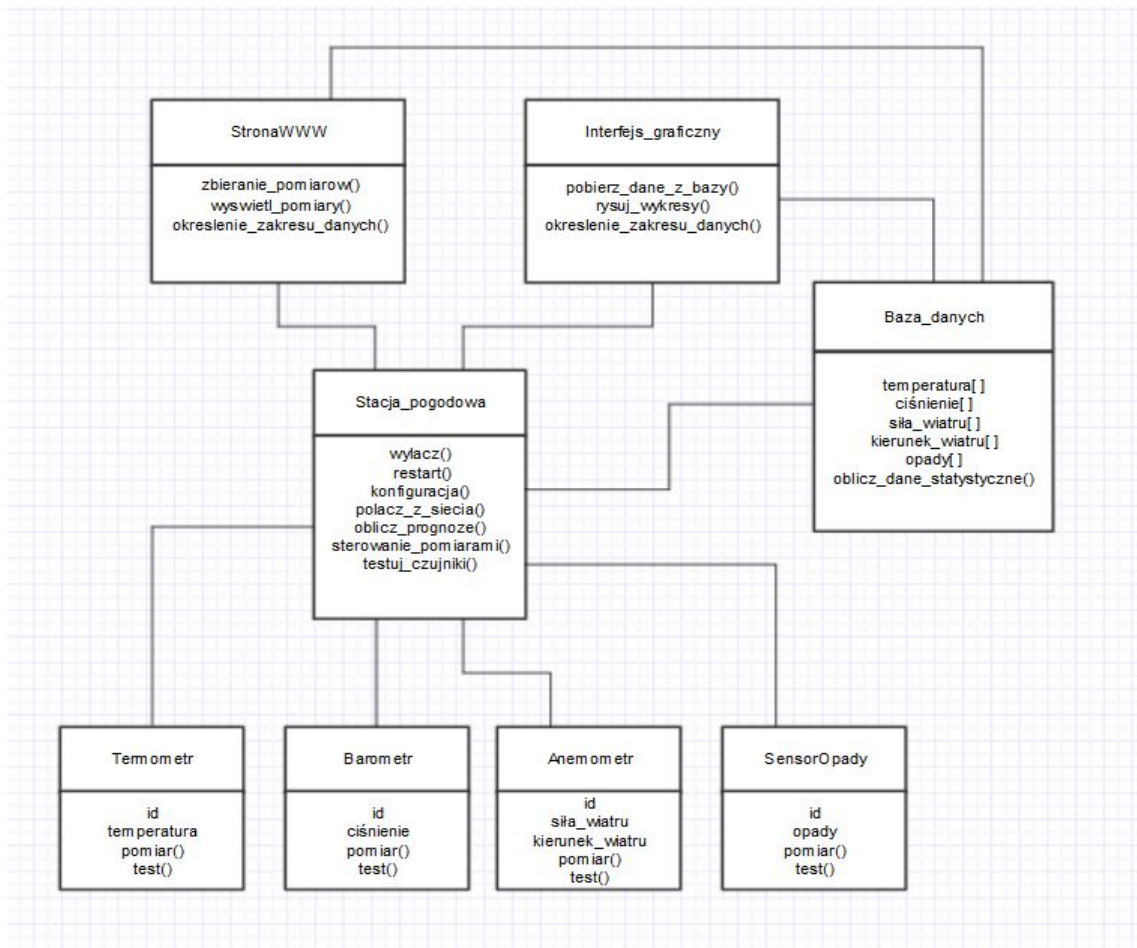 StronaWWW
zbieranie_pomiarow()
wyswietl_pomiary()
okreslenie_zakresu_danych()
Interfejs_graficzny
pobierz_dane_z_bazy()
rysuj_wykresy()
okreslenie_zakresu_danych()
Baza_danych
temperatura[ ]
ciśnienie[ ]
siła_wiatru[ ]
kierunek_wiatru[ ]
opady[ ]
oblicz_dane_statystyczne()
Stacja_pogodowa
wylacz()
restart()
konfiguracja()
polacz_z_siecia()
oblicz_prognoze()
sterowanie_pomiarami()
testuj_czujniki()
Termometr
id
temperatura
pomiar()
test()
Barometr
id
ciśnienie
pomiar()
test()
Anemometr
id
siła_wiatru
kierunek_wiatru
pomiar()
test()
SensorOpady
id
opady
pomiar()
test()